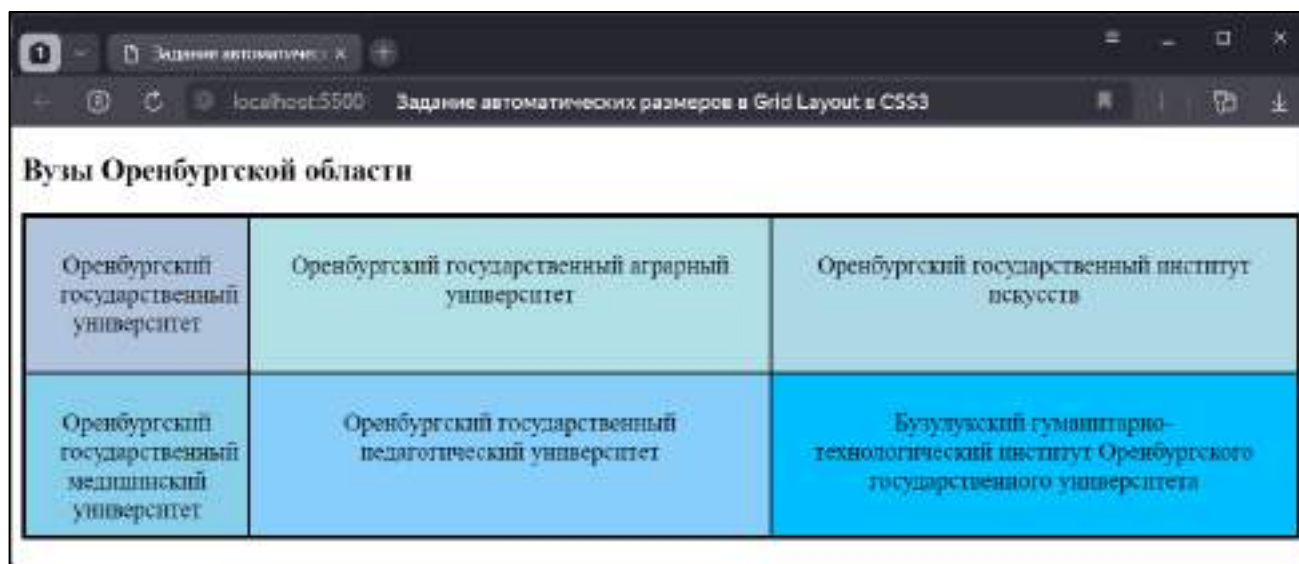 1
Задание автоматичес
localhost:5500 Задание автоматических размеров в Grid Layout в CSS3
Вузы Оренбургской области
Оренбургский
государственный
университет
Оренбургский государственный аграрный
университет
Оренбургский государственный институт
искусств
Оренбургский
государственный
медицинский
университет
Оренбургский государственный
педагогический университет
Бузулукский гуманитарно-
технологический институт Оренбургского
государственного университета